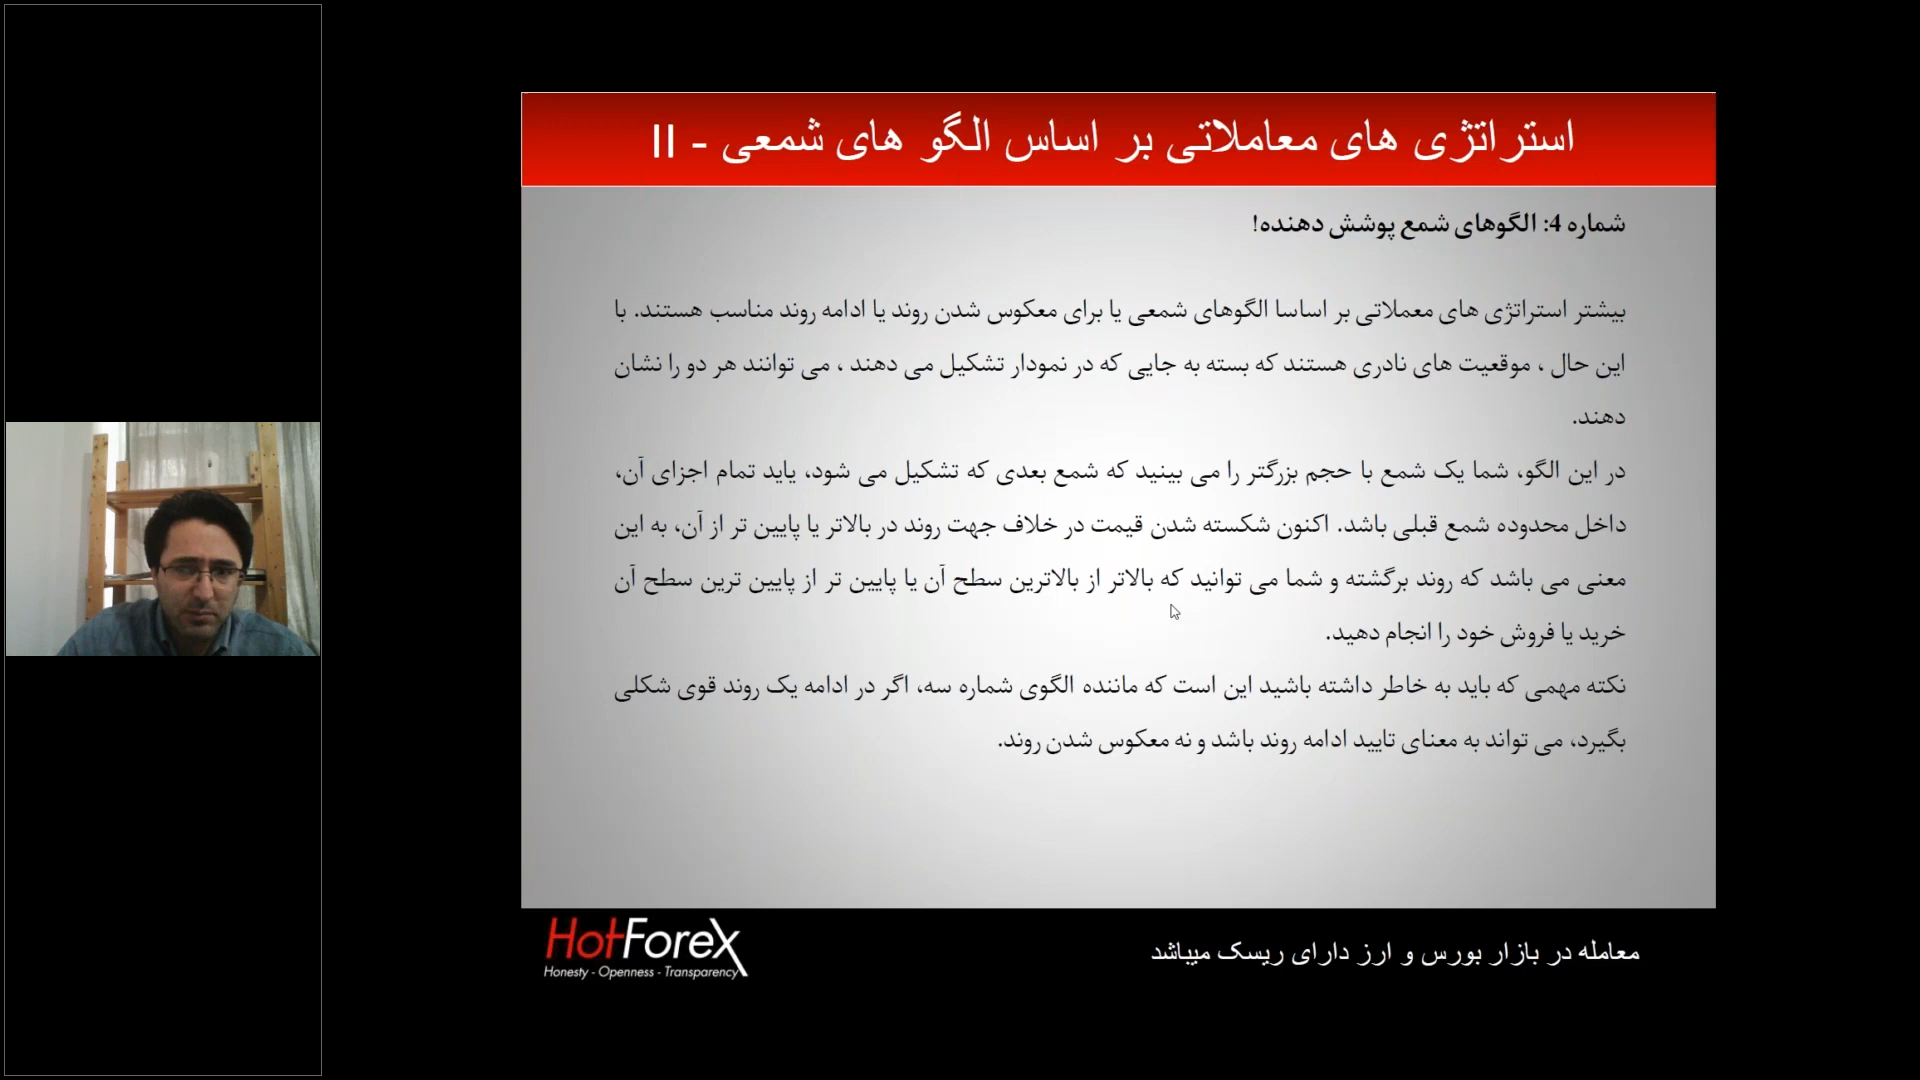 استراتژی های معاملاتی بر اساس الگو های شمعی - II
شماره 4: الگوهای شمع پوشش دهنده!
بیشتر استراتژی های معملاتی بر اساسا الگوهای شمعی یا برای معکوس شدن روند یا ادامه روند مناسب هستند. با
این حال ، موقعیت های نادری هستند که بسته به جایی که در نمودار تشکیل می دهند ، می توانند هر دو را نشان
دهند.
در این الگو، شما یک شمع با حجم بزرگتر را می بینید که شمع بعدی که تشکیل می شود، یاید تمام اجزای آن،
داخل محدوده شمع قبلی باشد. اکنون شکسته شدن قیمت در خلاف جهت روند در بالاتر یا پایین تر از آن، به این
معنی می باشد که روند برگشته و شما می توانید که بالاتر از بالاترین سطح آن یا پایین تر از پایین ترین سطح آن
خرید یا فروش خود را انجام دهید.
نکته مهمی که باید به خاطر داشته باشید این است که ماننده الگوی شماره سه، اگر در ادامه یک روند قوی شکلی
بگیرد، می تواند به معنای تایید ادامه روند باشد و نه معکوس شدن روند.
HotForex
Honesty - Openness - Transparency
معامله در بازار بورس و ارز دارای ریسک میباشد